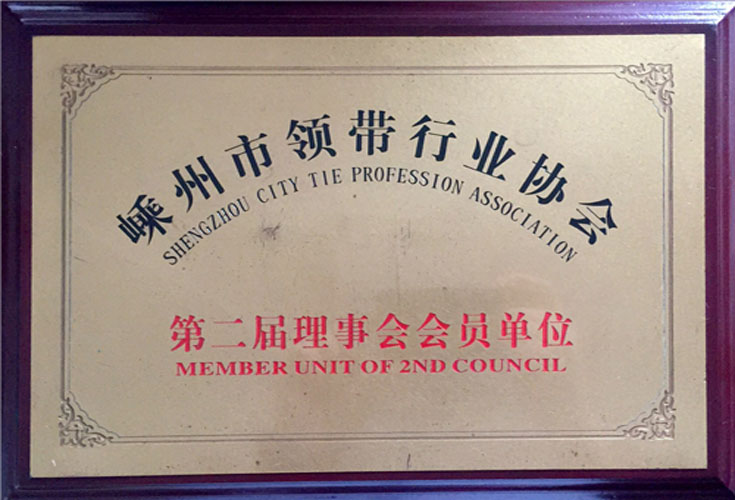 嵊州市领带行业协会
SHENGZHOU CITY TIE PROFESSION ASSOCIATION
第二届理事会会员单位
MEMBER UNIT OF 2ND COUNCIL